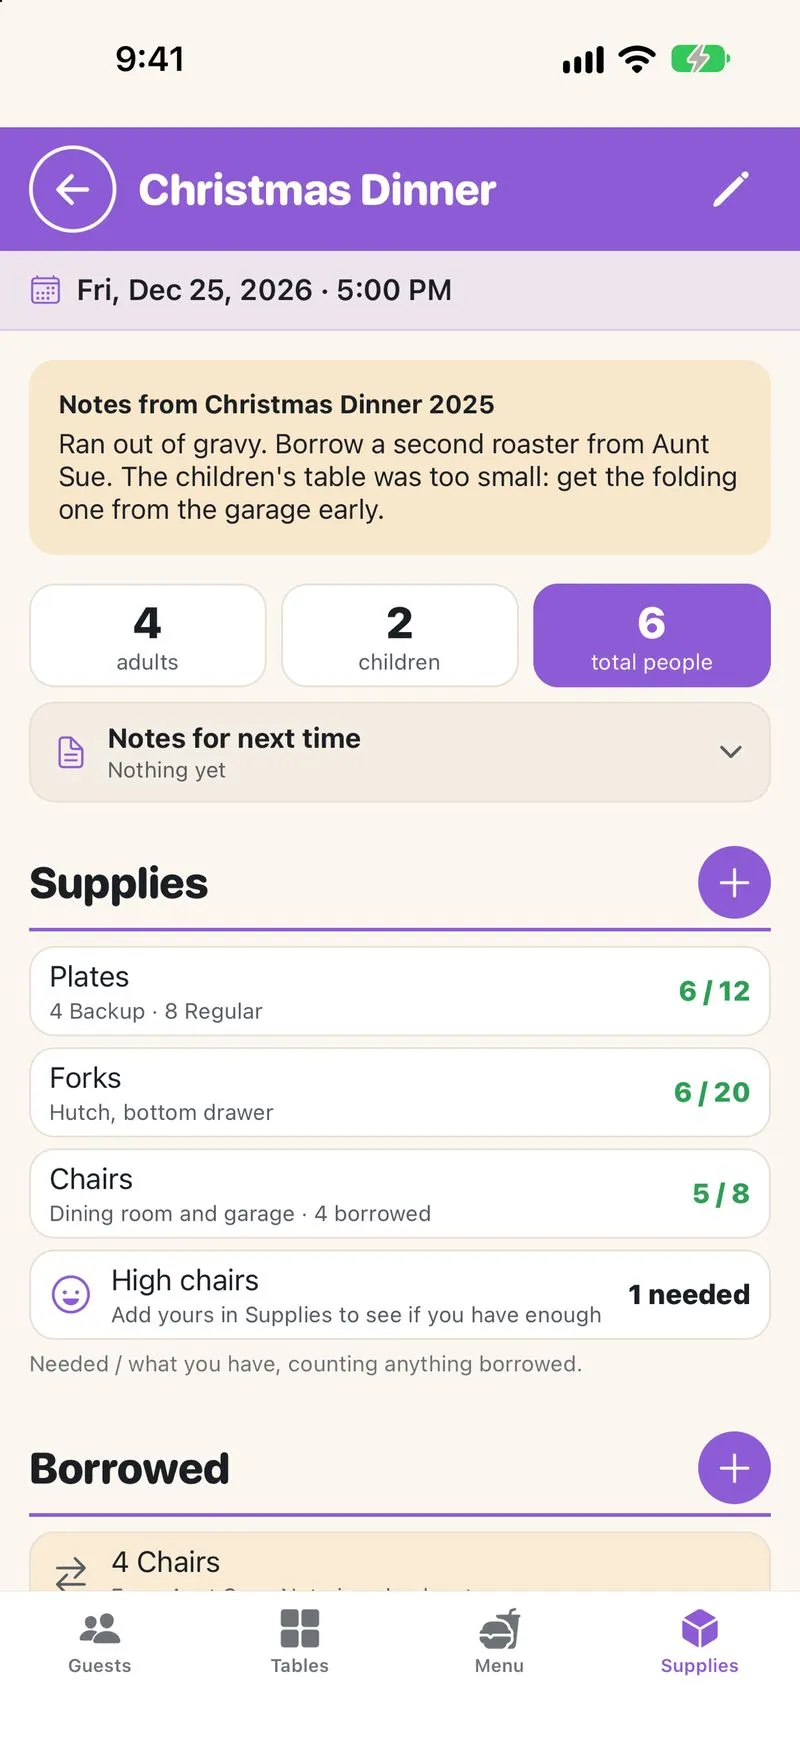 9:41
Christmas Dinner
Fri, Dec 25, 2026 · 5:00 PM
Notes from Christmas Dinner 2025
Ran out of gravy. Borrow a second roaster from Aunt
Sue. The children's table was too small: get the folding
one from the garage early.
4
adults
2
children
6
total people
Notes for next time
Nothing yet
Supplies
Plates
4 Backup · 8 Regular
6 / 12
Forks
Hutch, bottom drawer
6 / 20
Chairs
Dining room and garage · 4 borrowed
5 / 8
High chairs
Add yours in Supplies to see if you have enough
1 needed
Needed / what you have, counting anything borrowed.
Borrowed
4 Chairs
Guests
Tables
Menu
Supplies